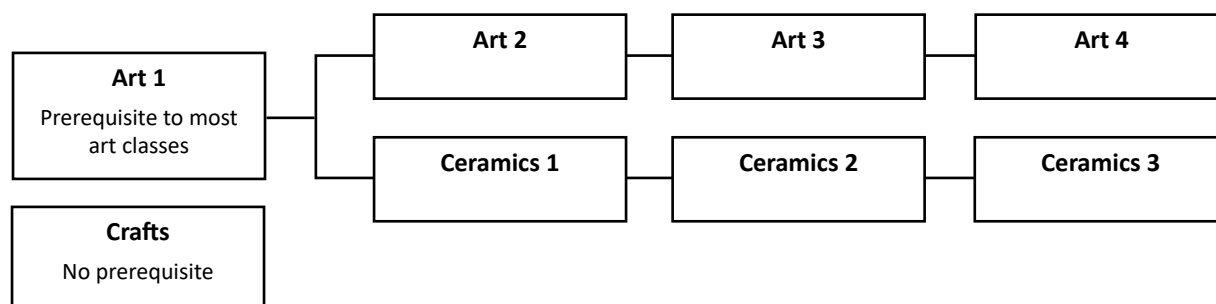 Art 1
Prerequisite to most
art classes
Art 2
Art 3
Art 4
Ceramics 1
Ceramics 2
Ceramics 3
Crafts
No prerequisite